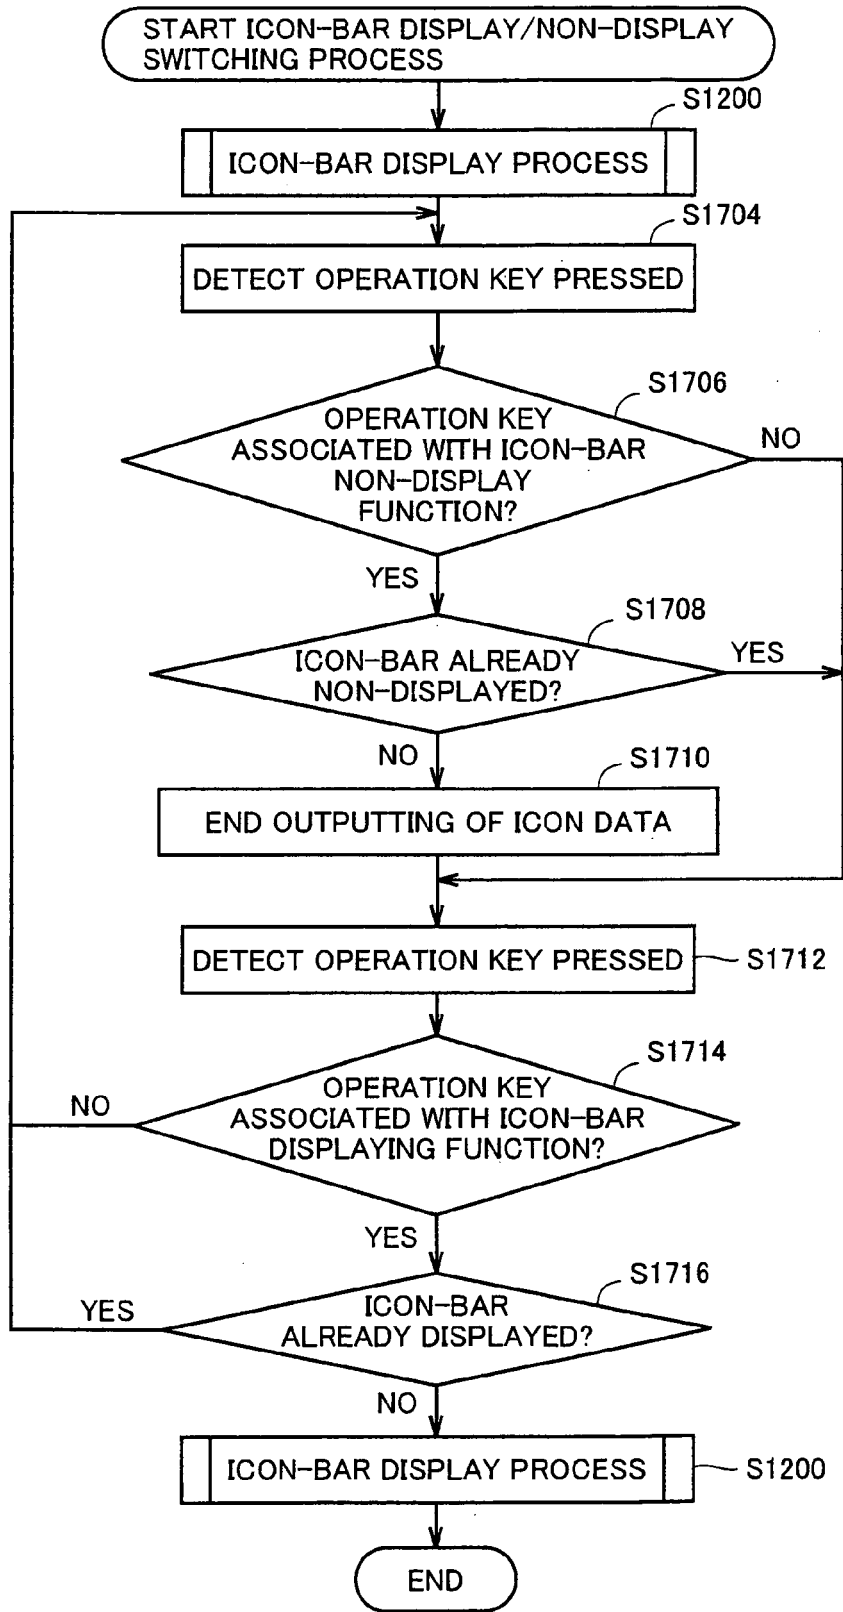 START ICON-BAR DISPLAY/NON-DISPLAY
SWITCHING PROCESS
S1200
ICON-BAR DISPLAY PROCESS
S1704
DETECT OPERATION KEY PRESSED
S1706
OPERATION KEY
ASSOCIATED WITH ICON-BAR
NON-DISPLAY
FUNCTION?
NO
YES
S1708
ICON-BAR ALREADY
NON-DISPLAYED?
YES
NO
S1710
END OUTPUTTING OF ICON DATA
DETECT OPERATION KEY PRESSED
S1712
S1714
OPERATION KEY
ASSOCIATED WITH ICON-BAR
DISPLAYING FUNCTION?
NO
YES
S1716
ICON-BAR
ALREADY DISPLAYED?
YES
NO
ICON-BAR DISPLAY PROCESS
S1200
END